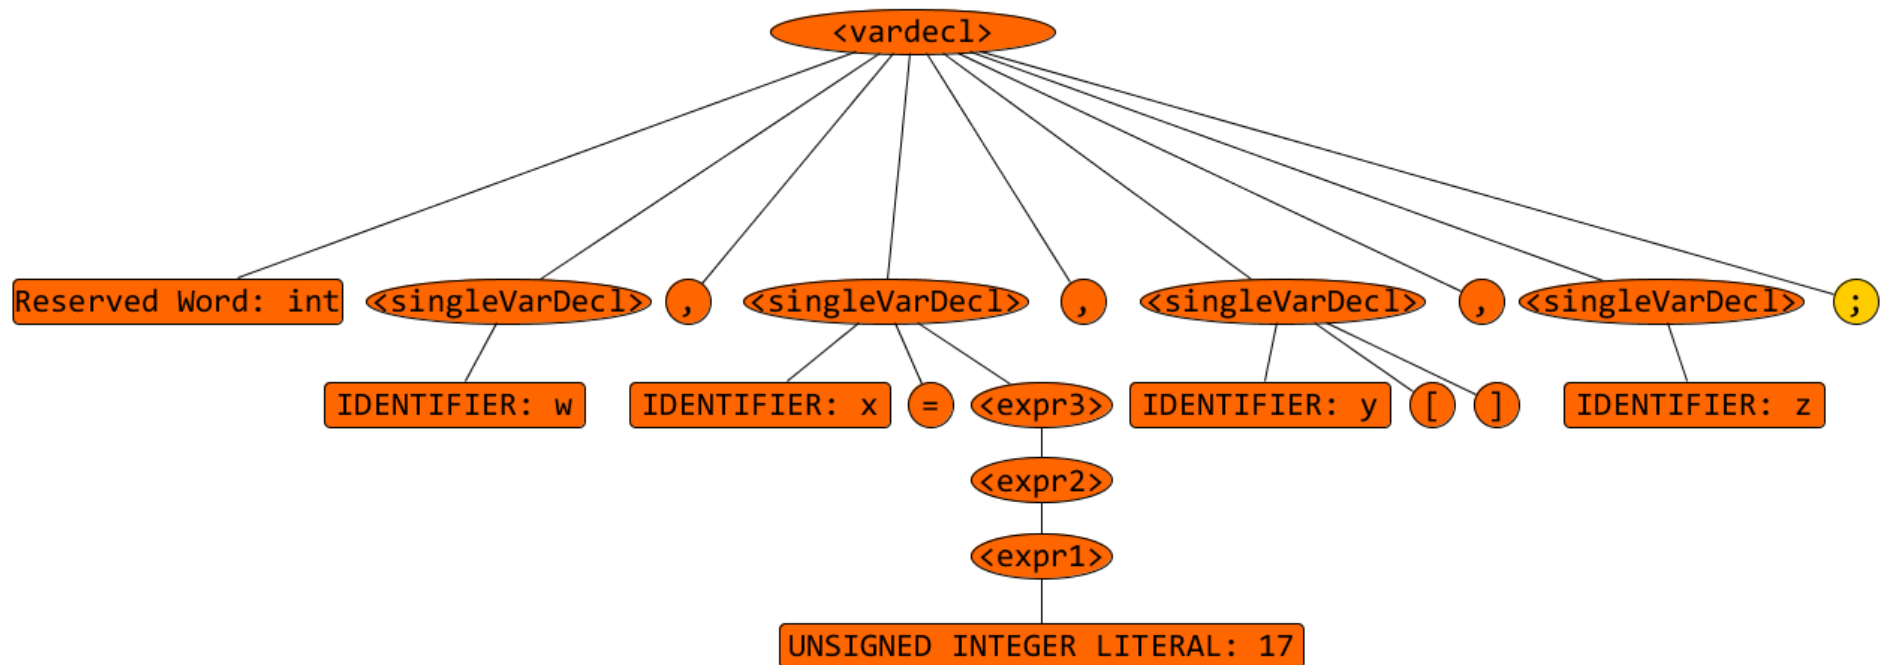 <vardecl>
Reserved Word: int <singleVarDecl> , <singleVarDecl> , <singleVarDecl> , <singleVarDecl> ;
IDENTIFIER: w IDENTIFIER: x = <expr3> IDENTIFIER: y [ ] IDENTIFIER: z
<expr2>
<expr1>
UNSIGNED INTEGER LITERAL: 17